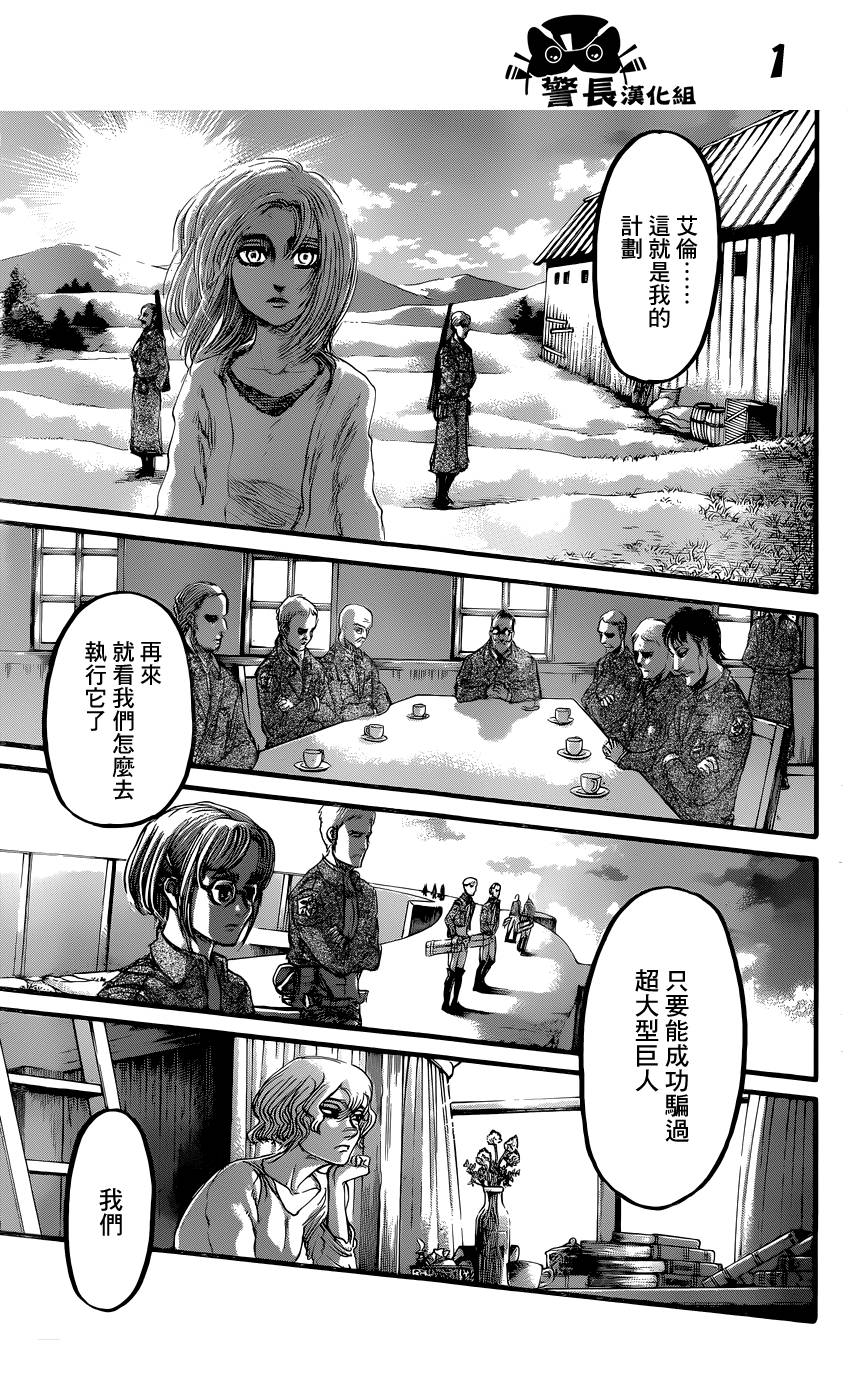 警長漢化組
1
艾倫……
這就是我的
計劃
再來
就看我們怎麼去
執行它了
只要能成功騙過
超大型巨人
我們